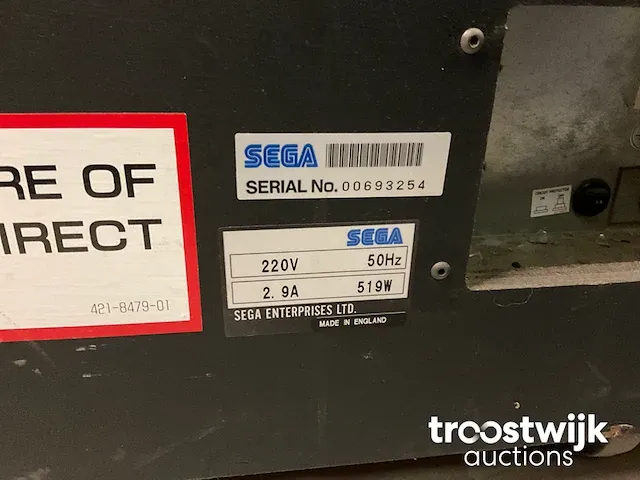 RE OF
IRECT
421-8479-01
SEGA
SERIAL No. 00693254
SEGA
220V 50Hz
2.9A 519W
SEGA ENTERPRISES LTD.
MADE IN ENGLAND
troostwijk
auctions